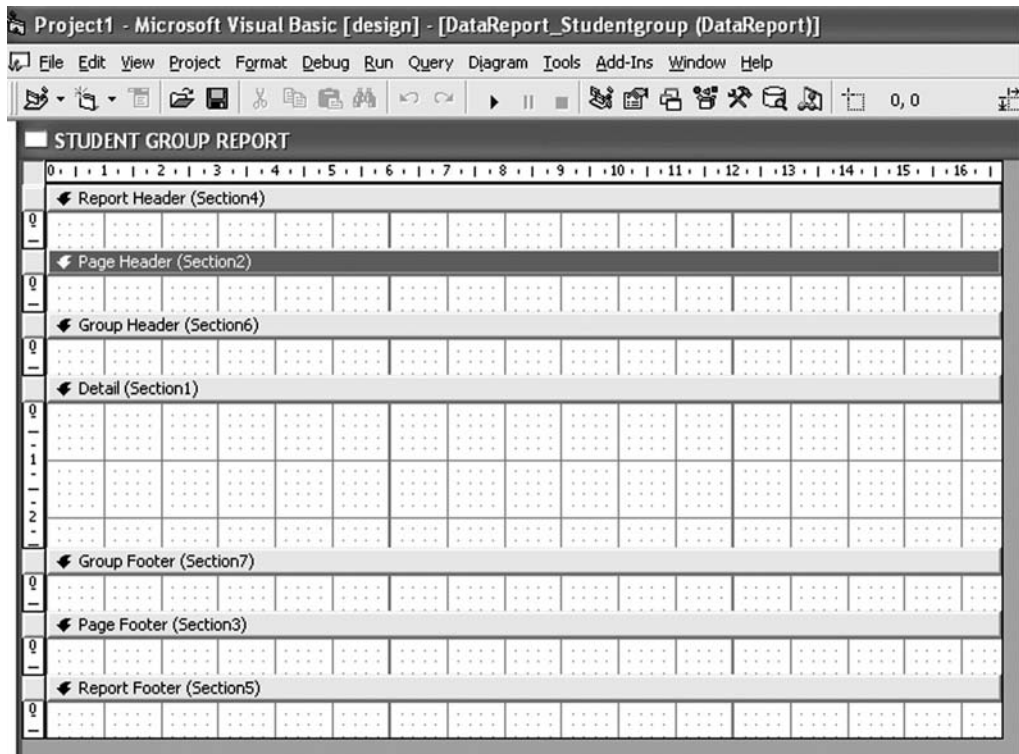 Project1 - Microsoft Visual Basic [design] - [DataReport_Studentgroup (DataReport)]
File Edit View Project Format Debug Run Query Diagram Tools Add-Ins Window Help
0, 0
STUDENT GROUP REPORT
0 1 2 3 4 5 6 7 8 9 10 11 12 13 14 15 16
Report Header (Section4)
0
Page Header (Section2)
0
Group Header (Section6)
0
Detail (Section1)
0
1
2
Group Footer (Section7)
0
Page Footer (Section3)
0
Report Footer (Section5)
0